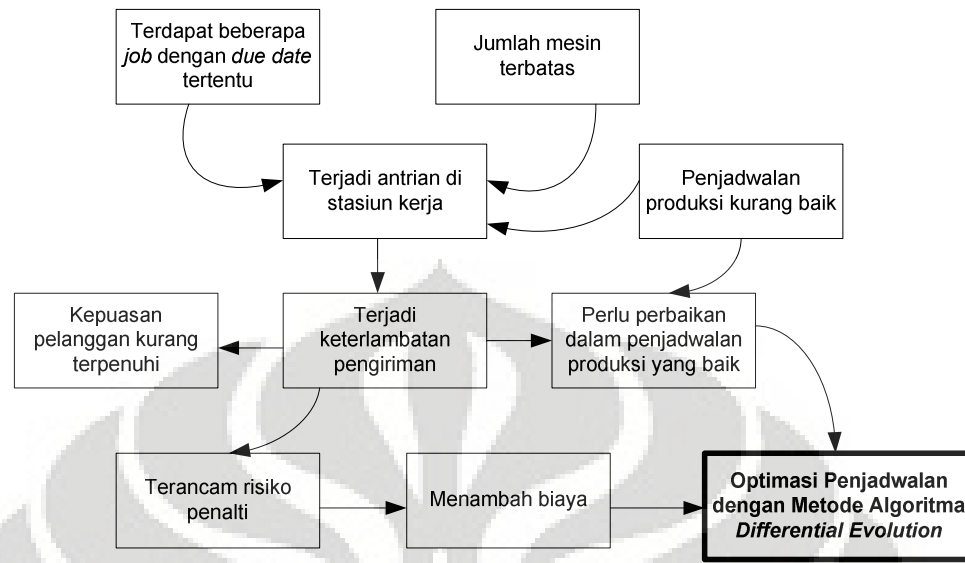 Terdapat beberapa
job dengan due date
tertentu
Jumlah mesin
terbatas
Terjadi antrian di
stasiun kerja
Penjadwalan
produksi kurang baik
Kepuasan
pelanggan kurang
terpenuhi
Terjadi
keterlambatan
pengiriman
Perlu perbaikan
dalam penjadwalan
produksi yang baik
Terancam risiko
penalti
Menambah biaya
Optimasi Penjadwalan
dengan Metode Algoritma
Differential Evolution